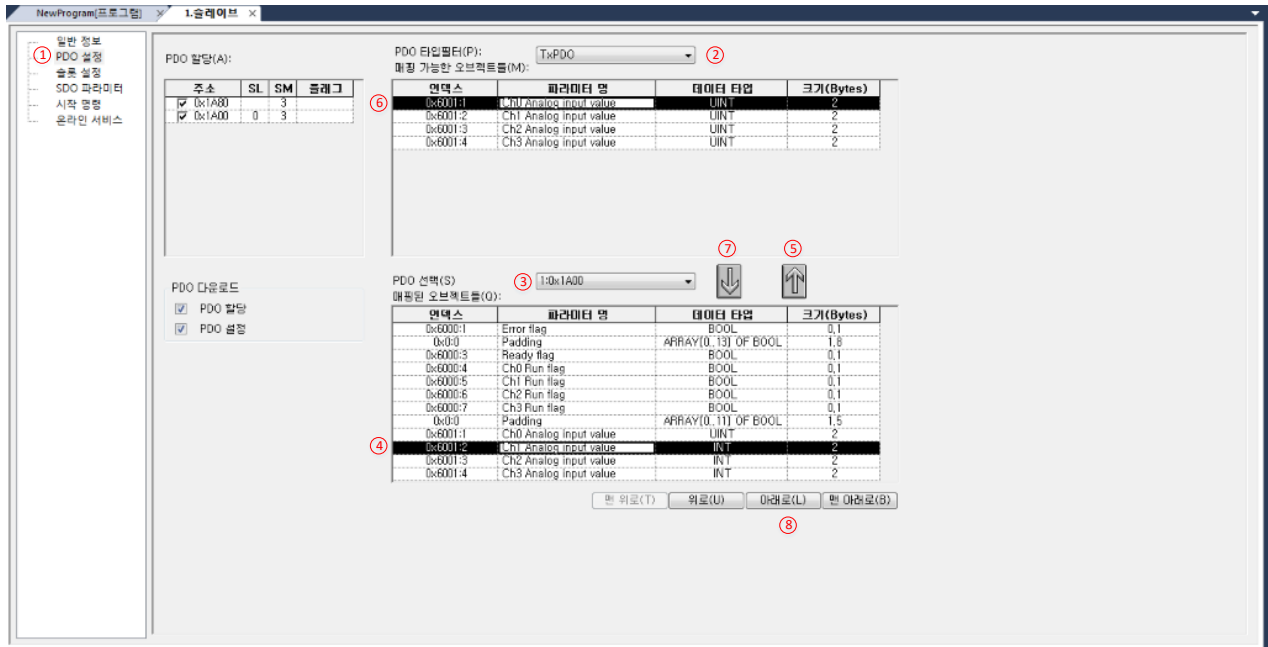 NewProgram[프로그램] × 1.슬레이브 ×
일반 정보
① PDO 설정
슬롯 설정
SDO 파라미터
시작 명령
온라인 서비스
PDO 할당(A):
주소 SL SM 플래그
0x1A80 3
0x1A00 0 3
PDO 다운로드
PDO 할당
PDO 설정
PDO 타입필터(P): TxPDO ②
매핑 가능한 오브젝트들(M):
인덱스 파라미터 명 데이터 타입 크기(Bytes)
⑥ 0x6001:1 Ch0 Analog input value UINT 2
0x6001:2 Ch1 Analog input value UINT 2
0x6001:3 Ch2 Analog input value UINT 2
0x6001:4 Ch3 Analog input value UINT 2
⑦ ⑤
PDO 선택(S) ③ 1:0x1A00
매핑된 오브젝트들(O):
인덱스 파라미터 명 데이터 타입 크기(Bytes)
0x6000:1 Error flag BOOL 0,1
0x0:0 Padding ARRAY[0..13] OF BOOL 1,8
0x6000:3 Ready flag BOOL 0,1
0x6000:4 Ch0 Run flag BOOL 0,1
0x6000:5 Ch1 Run flag BOOL 0,1
0x6000:6 Ch2 Run flag BOOL 0,1
0x6000:7 Ch3 Run flag BOOL 0,1
0x0:0 Padding ARRAY[0..11] OF BOOL 1,5
0x6001:1 Ch0 Analog input value UINT 2
④ 0x6001:2 Ch1 Analog input value INT 2
0x6001:3 Ch2 Analog input value INT 2
0x6001:4 Ch3 Analog input value INT 2
맨 위로(T) 위로(U) 아래로(L) 맨 아래로(B)
⑧